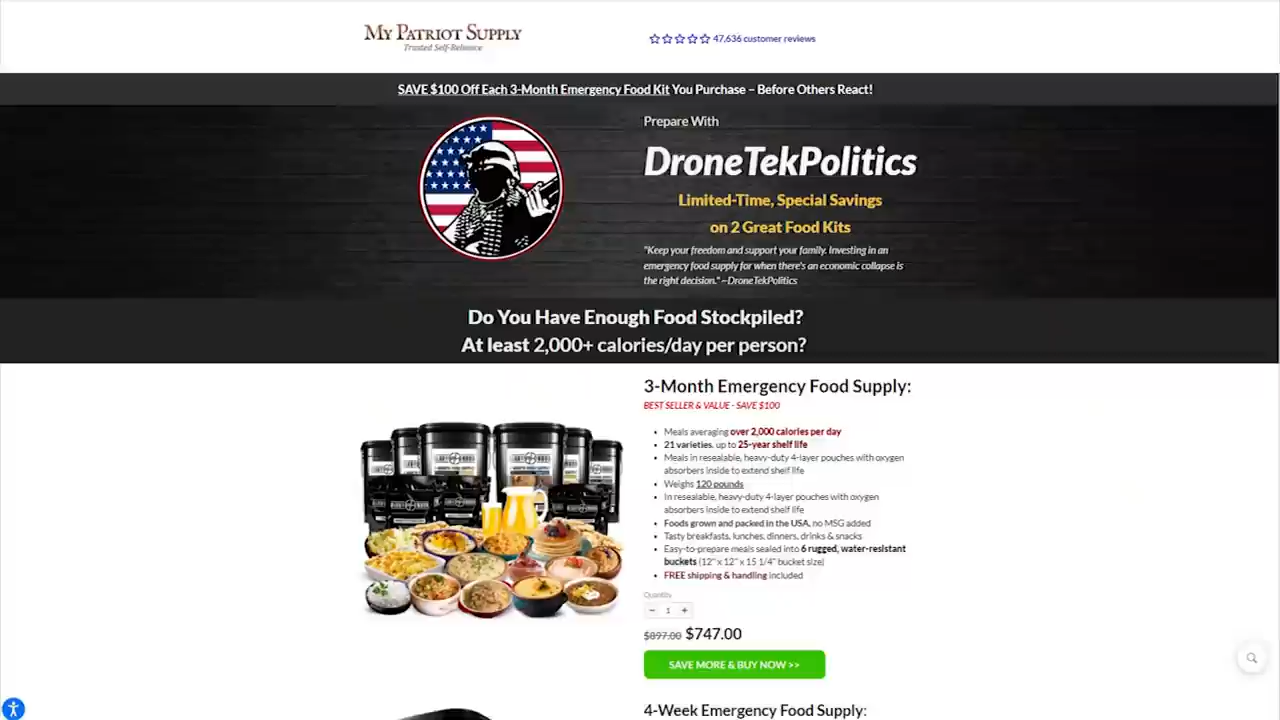 My Patriot Supply
Trusted Self-Reliance
47,636 customer reviews
SAVE $100 Off Each 3-Month Emergency Food Kit You Purchase – Before Others React!
Prepare With
DroneTekPolitics
Limited-Time, Special Savings
on 2 Great Food Kits
"Keep your freedom and support your family. Investing in an
emergency food supply for when there's an economic collapse is
the right decision." ~DroneTekPolitics
Do You Have Enough Food Stockpiled?
At least 2,000+ calories/day per person?
3-Month Emergency Food Supply:
BEST SELLER & VALUE - SAVE $100
Meals averaging over 2,000 calories per day
21 varieties, up to 25-year shelf life
Meals in resealable, heavy-duty 4-layer pouches with oxygen
absorbers inside to extend shelf life
Weighs 120 pounds
In resealable, heavy-duty 4-layer pouches with oxygen
absorbers inside to extend shelf life
Foods grown and packed in the USA, no MSG added
Tasty breakfasts, lunches, dinners, drinks & snacks
Easy-to-prepare meals sealed into 6 rugged, water-resistant
buckets (12" x 12" x 15 1/4" bucket size)
FREE shipping & handling included
Quantity
− 1 +
$897.00 $747.00
SAVE MORE & BUY NOW >>
4-Week Emergency Food Supply: